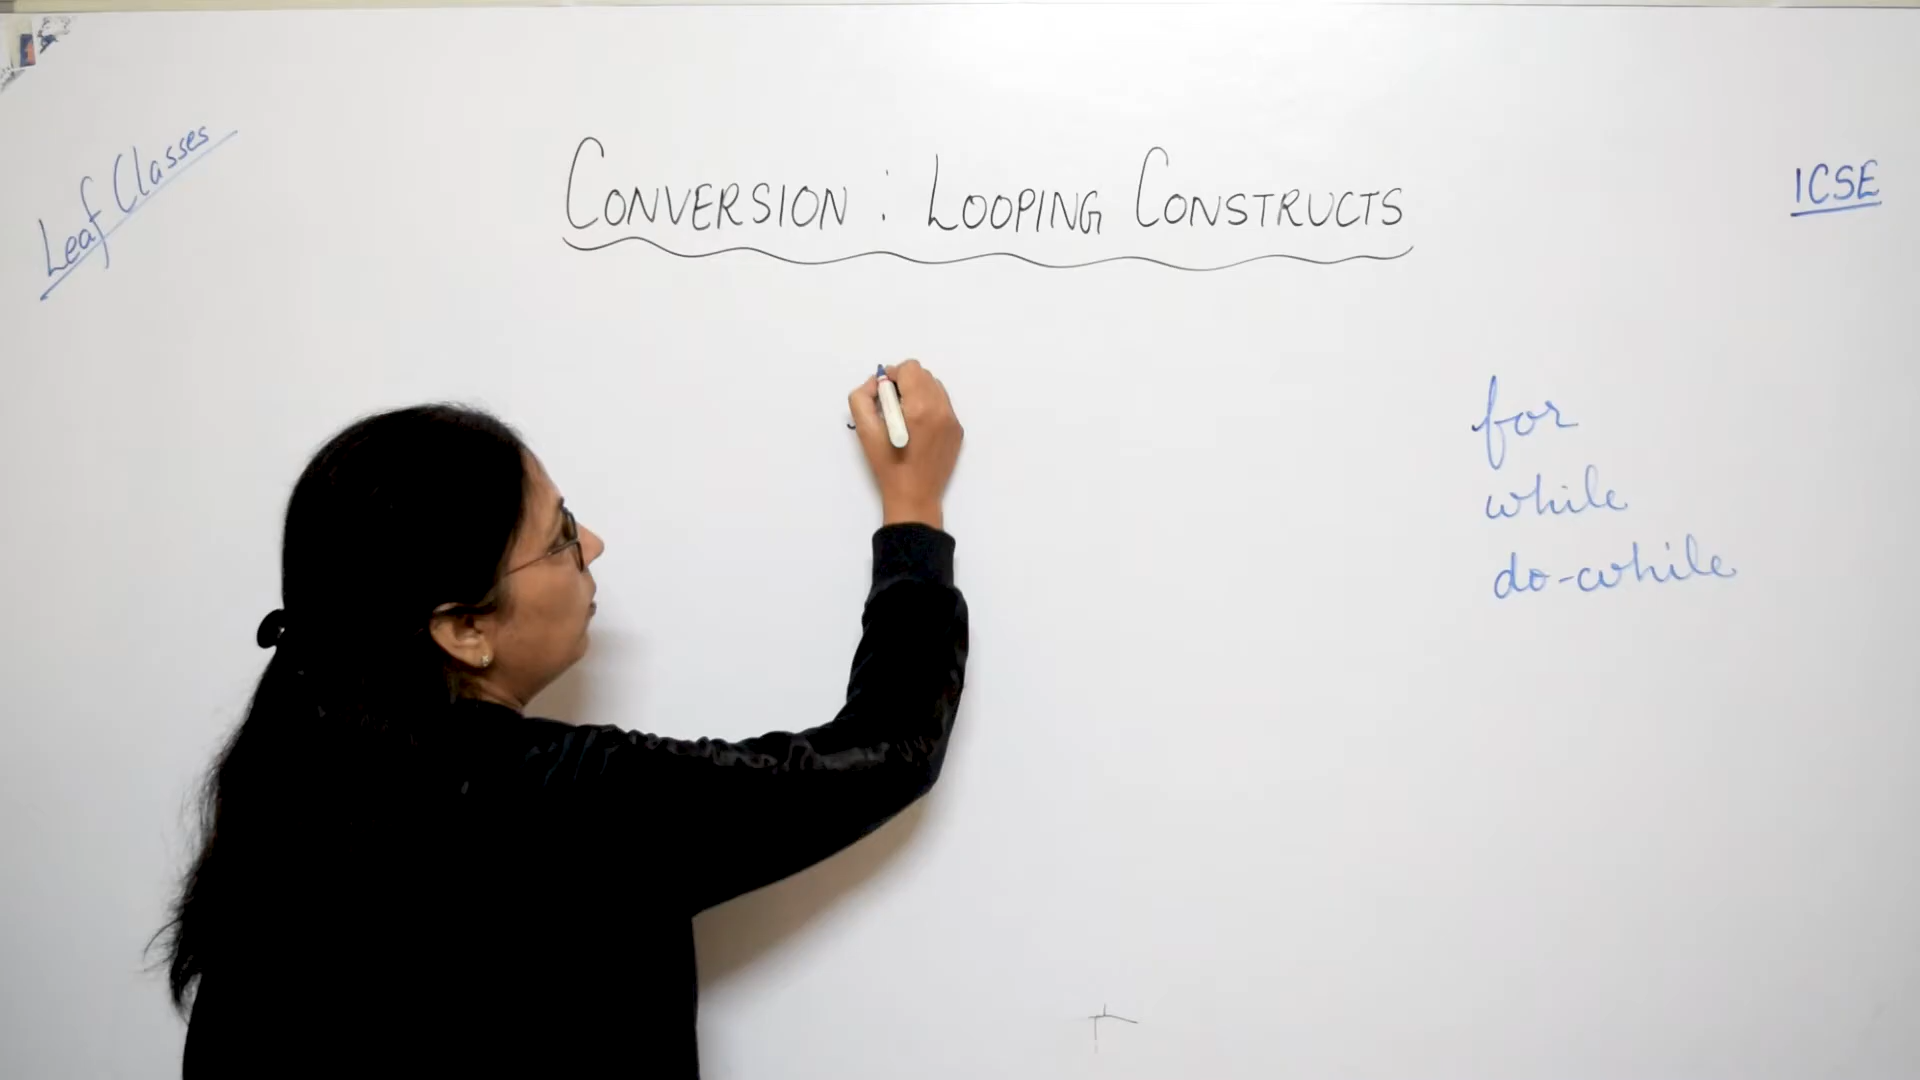 Leaf Classes
CONVERSION : LOOPING CONSTRUCTS
ICSE
for
while
do-while